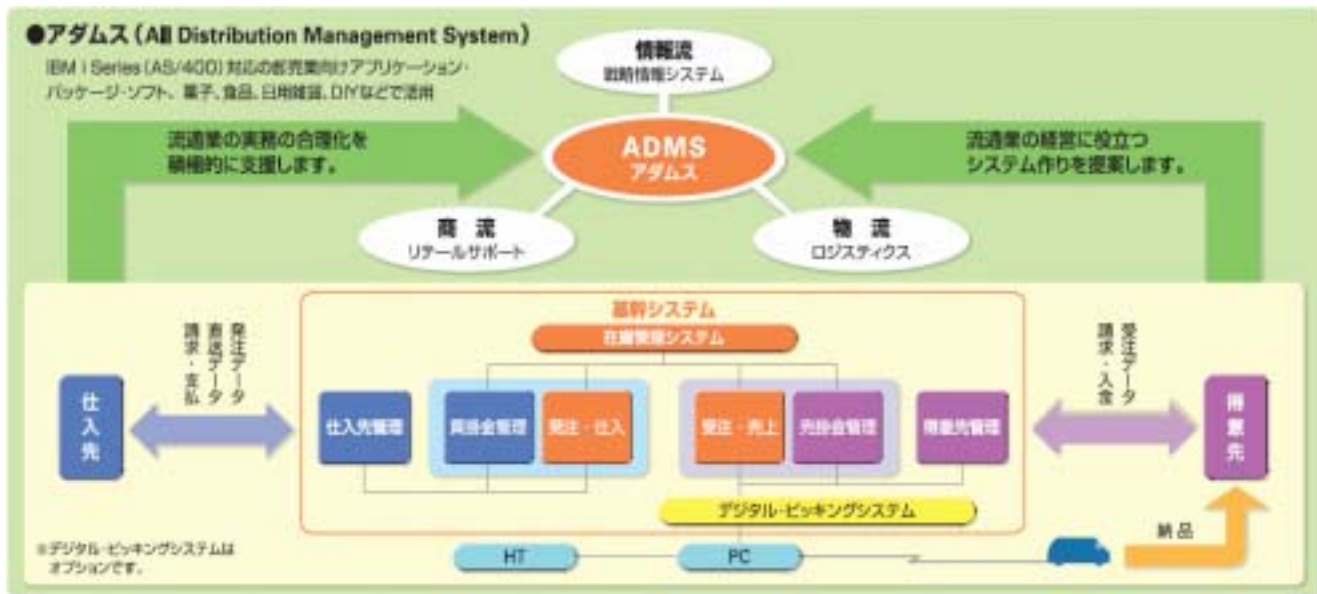 ●アダムス(All Distribution Management System)
IBM i Series(AS/400)対応の卸売業向けアプリケーション・
パッケージ・ソフト、菓子、食品、日用雑貨、DIYなどで活用
情報流
戦略情報システム
流通業の実務の合理化を
積極的に支援します。
ADMS
アダムス
流通業の経営に役立つ
システム作りを提案します。
商 流
リテールサポート
物 流
ロジスティクス
基幹システム
在庫管理システム
発注データ
直送データ
請求・支払
受注データ
請求・入金
仕入先
仕入先管理
買掛金管理
発注・仕入
受注・売上
売掛金管理
得意先管理
得意先
デジタル・ピッキングシステム
納品
※デジタル・ピッキングシステムは
オプションです。
HT
PC